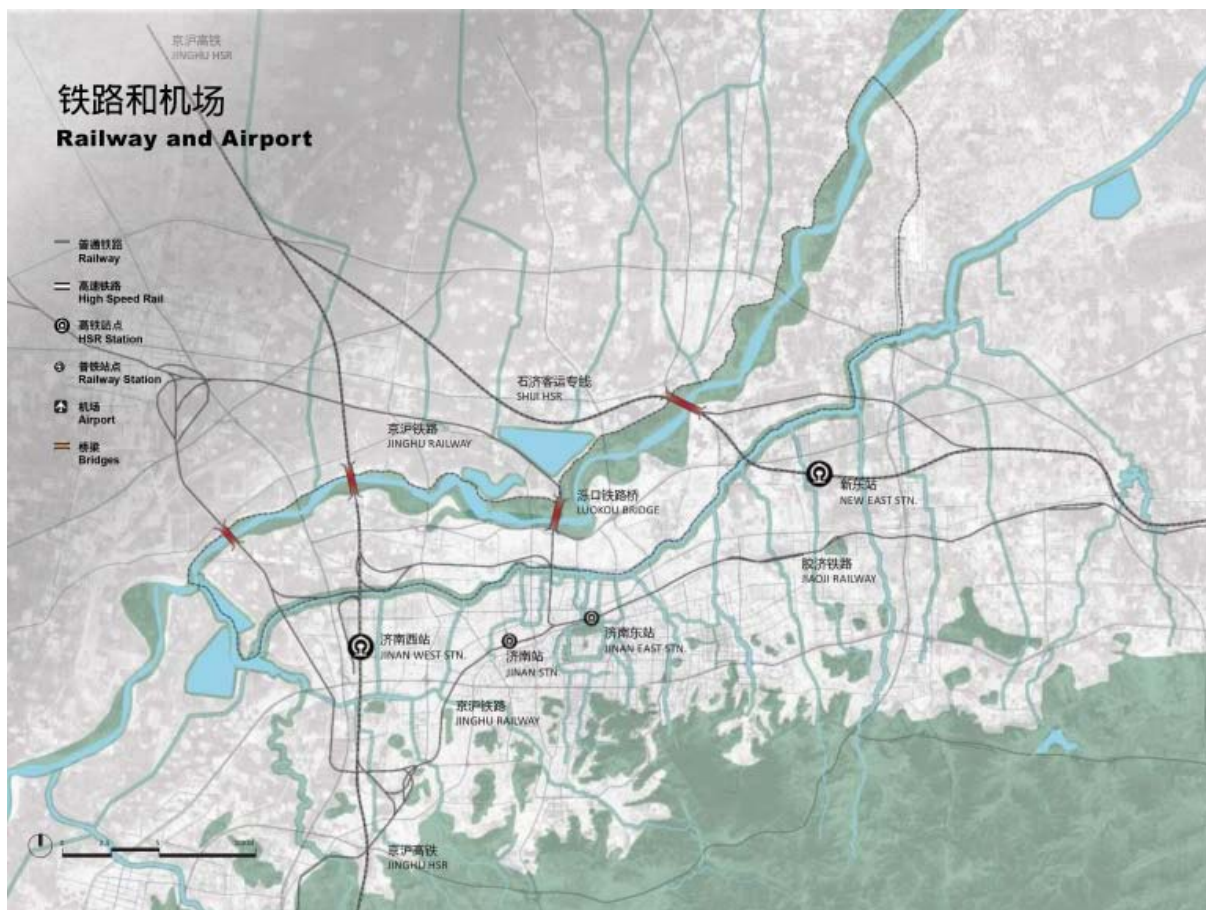 京沪高铁
JINGHU HSR
铁路和机场
Railway and Airport
普通铁路
Railway
高速铁路
High Speed Rail
高铁站点
HSR Station
普铁站点
Railway Station
机场
Airport
桥梁
Bridges
石济客运专线
SHIJI HSR
京沪铁路
JINGHU RAILWAY
泺口铁路桥
LUOKOU BRIDGE
新东站
NEW EAST STN.
胶济铁路
JIAOJI RAILWAY
济南西站
JINAN WEST STN.
济南站
JINAN STN.
济南东站
JINAN EAST STN.
京沪铁路
JINGHU RAILWAY
京沪高铁
JINGHU HSR
0
5